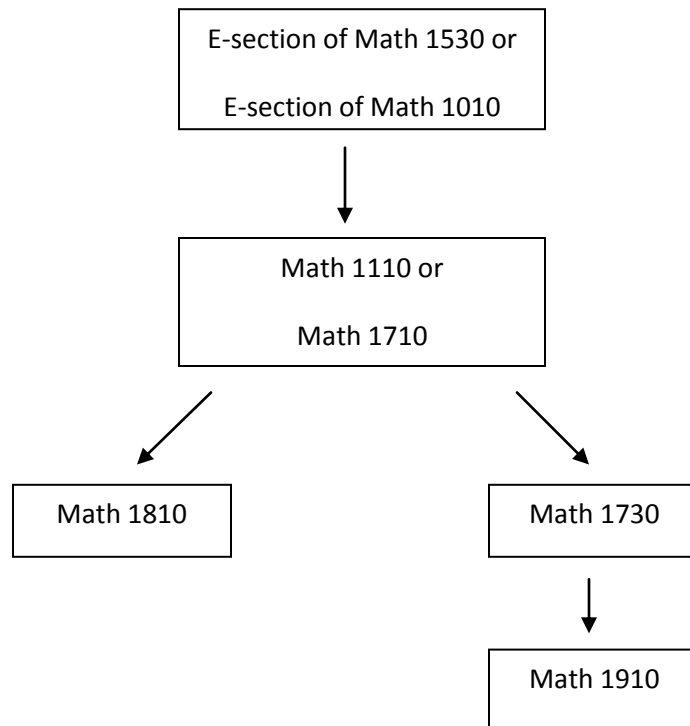 E-section of Math 1530 or
E-section of Math 1010
Math 1110 or
Math 1710
Math 1810
Math 1730
Math 1910